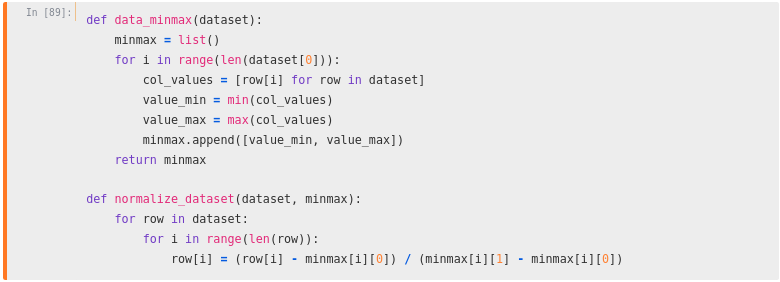 In [89]:
def data_minmax(dataset):
    minmax = list()
    for i in range(len(dataset[0])):
        col_values = [row[i] for row in dataset]
        value_min = min(col_values)
        value_max = max(col_values)
        minmax.append([value_min, value_max])
    return minmax

def normalize_dataset(dataset, minmax):
    for row in dataset:
        for i in range(len(row)):
            row[i] = (row[i] - minmax[i][0]) / (minmax[i][1] - minmax[i][0])